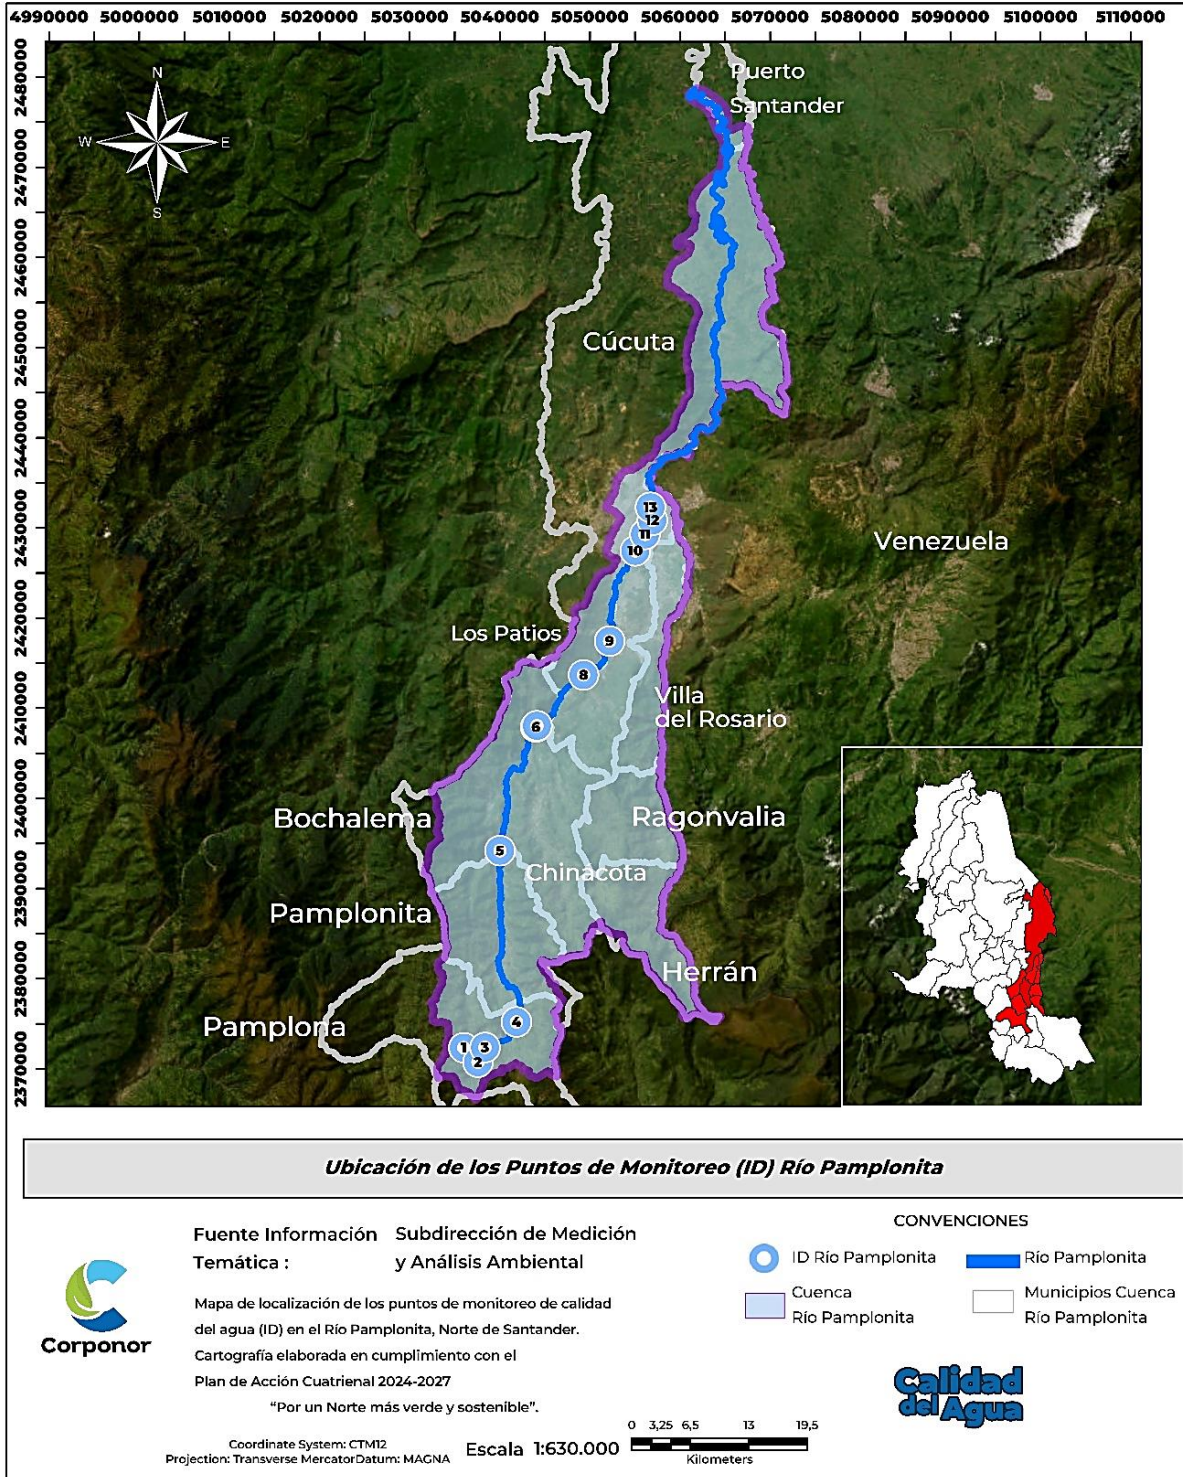 4990000 5000000 5010000 5020000 5030000 5040000 5050000 5060000 5070000 5080000 5090000 5100000 5110000
2480000
2470000
2460000
2450000
2440000
2430000
2420000
2410000
2400000
2390000
2380000
2370000
N
W E
S
Puerto
Santander
Cúcuta
13
12
11
10
Venezuela
Los Patios
9
8
Villa
del Rosario
6
Bochalema
Ragonvalia
5
Chinacota
Pamplonita
Herrán
Pamplona
4
1 3
2
Ubicación de los Puntos de Monitoreo (ID) Río Pamplonita
Corponor
Fuente Información Subdirección de Medición
Temática : y Análisis Ambiental
Mapa de localización de los puntos de monitoreo de calidad
del agua (ID) en el Río Pamplonita, Norte de Santander.
Cartografía elaborada en cumplimiento con el
Plan de Acción Cuatrienal 2024-2027
“Por un Norte más verde y sostenible”.
Coordinate System: CTM12
Projection: Transverse MercatorDatum: MAGNA
Escala 1:630.000
0 3,25 6,5 13 19,5
Kilometers
CONVENCIONES
ID Río Pamplonita
Río Pamplonita
Cuenca
Río Pamplonita
Municipios Cuenca
Río Pamplonita
Calidad
del Agua